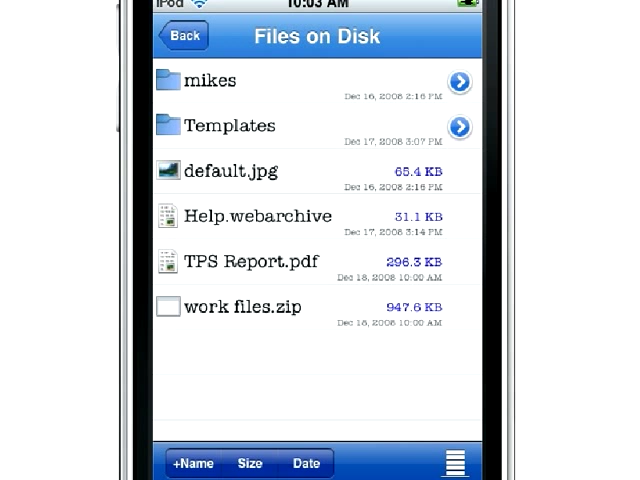 iPod 10:03 AM
Back Files on Disk
mikes
Dec 16, 2008 2:16 PM
Templates
Dec 17, 2008 3:07 PM
default.jpg 65.4 KB
Dec 16, 2008 2:16 PM
Help.webarchive 31.1 KB
Dec 17, 2008 3:14 PM
TPS Report.pdf 296.3 KB
Dec 18, 2008 10:00 AM
work files.zip 947.6 KB
Dec 18, 2008 10:00 AM
+Name Size Date